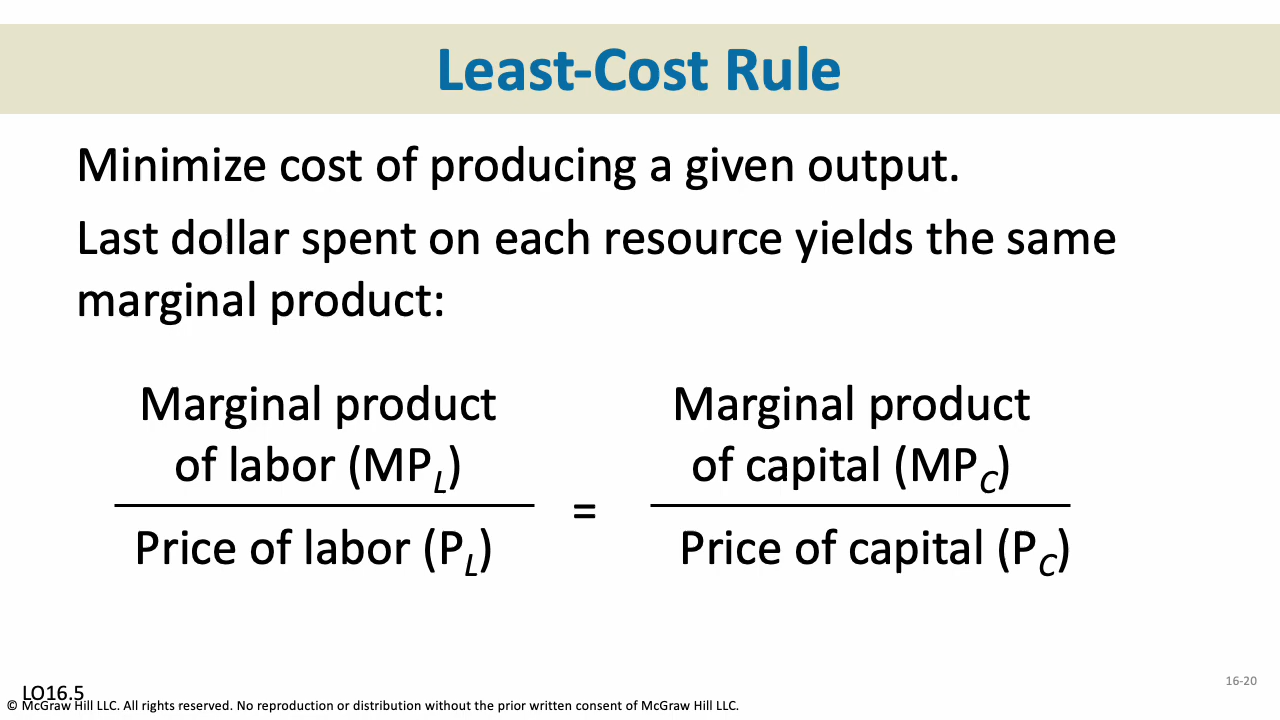 Least-Cost Rule
Minimize cost of producing a given output.
Last dollar spent on each resource yields the same
marginal product:
Marginal product
of labor (MPL)
Price of labor (PL)
=
Marginal product
of capital (MPC)
Price of capital (PC)
LO16.5
16-20
© McGraw Hill LLC. All rights reserved. No reproduction or distribution without the prior written consent of McGraw Hill LLC.